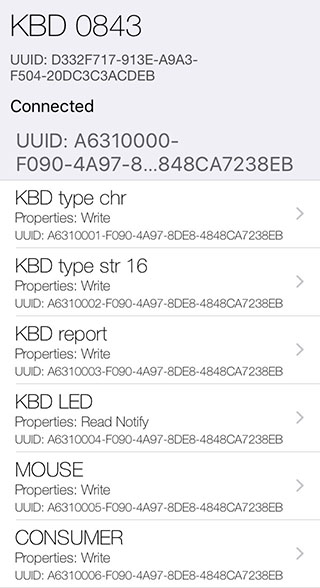 KBD 0843
UUID: D332F717-913E-A9A3-
F504-20DC3C3ACDEB
Connected
UUID: A6310000-
F090-4A97-8...848CA7238EB
KBD type chr
Properties: Write
UUID: A6310001-F090-4A97-8DE8-4848CA7238EB
KBD type str 16
Properties: Write
UUID: A6310002-F090-4A97-8DE8-4848CA7238EB
KBD report
Properties: Write
UUID: A6310003-F090-4A97-8DE8-4848CA7238EB
KBD LED
Properties: Read Notify
UUID: A6310004-F090-4A97-8DE8-4848CA7238EB
MOUSE
Properties: Write
UUID: A6310005-F090-4A97-8DE8-4848CA7238EB
CONSUMER
Properties: Write
UUID: A6310006-F090-4A97-8DE8-4848CA7238EB